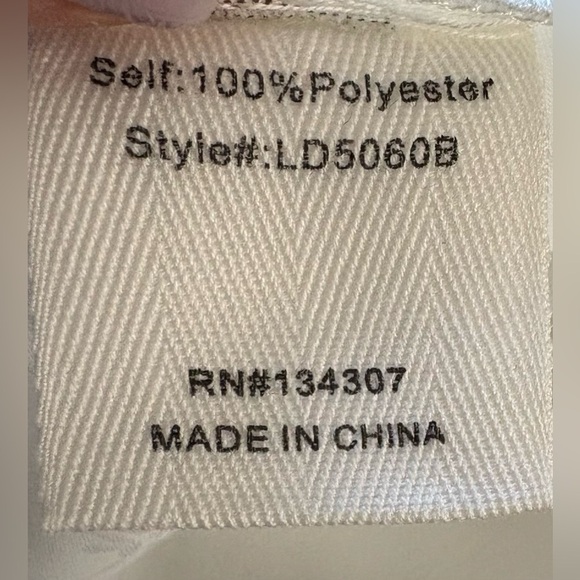 Self:100%Polyester
Style#:LD5060B
RN#134307
MADE IN CHINA